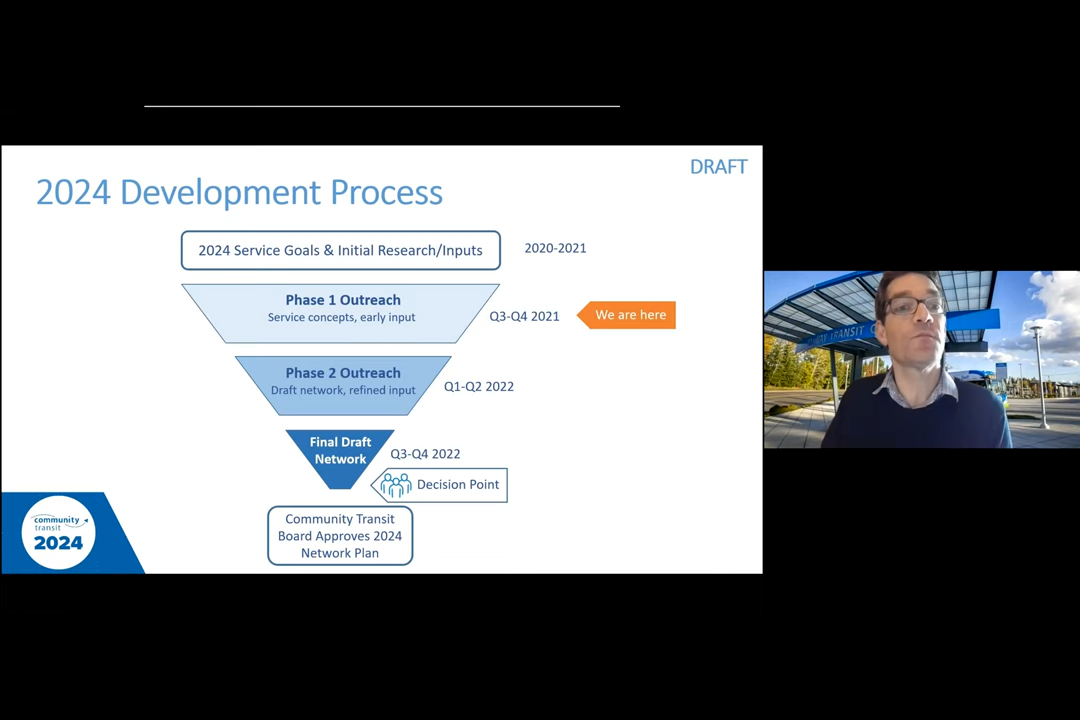 DRAFT
2024 Development Process
2024 Service Goals & Initial Research/Inputs
2020-2021
Phase 1 Outreach
Service concepts, early input
Q3-Q4 2021
We are here
Phase 2 Outreach
Draft network, refined input
Q1-Q2 2022
Final Draft
Network
Q3-Q4 2022
Decision Point
Community Transit
Board Approves 2024
Network Plan
community
transit
2024
TRANSIT